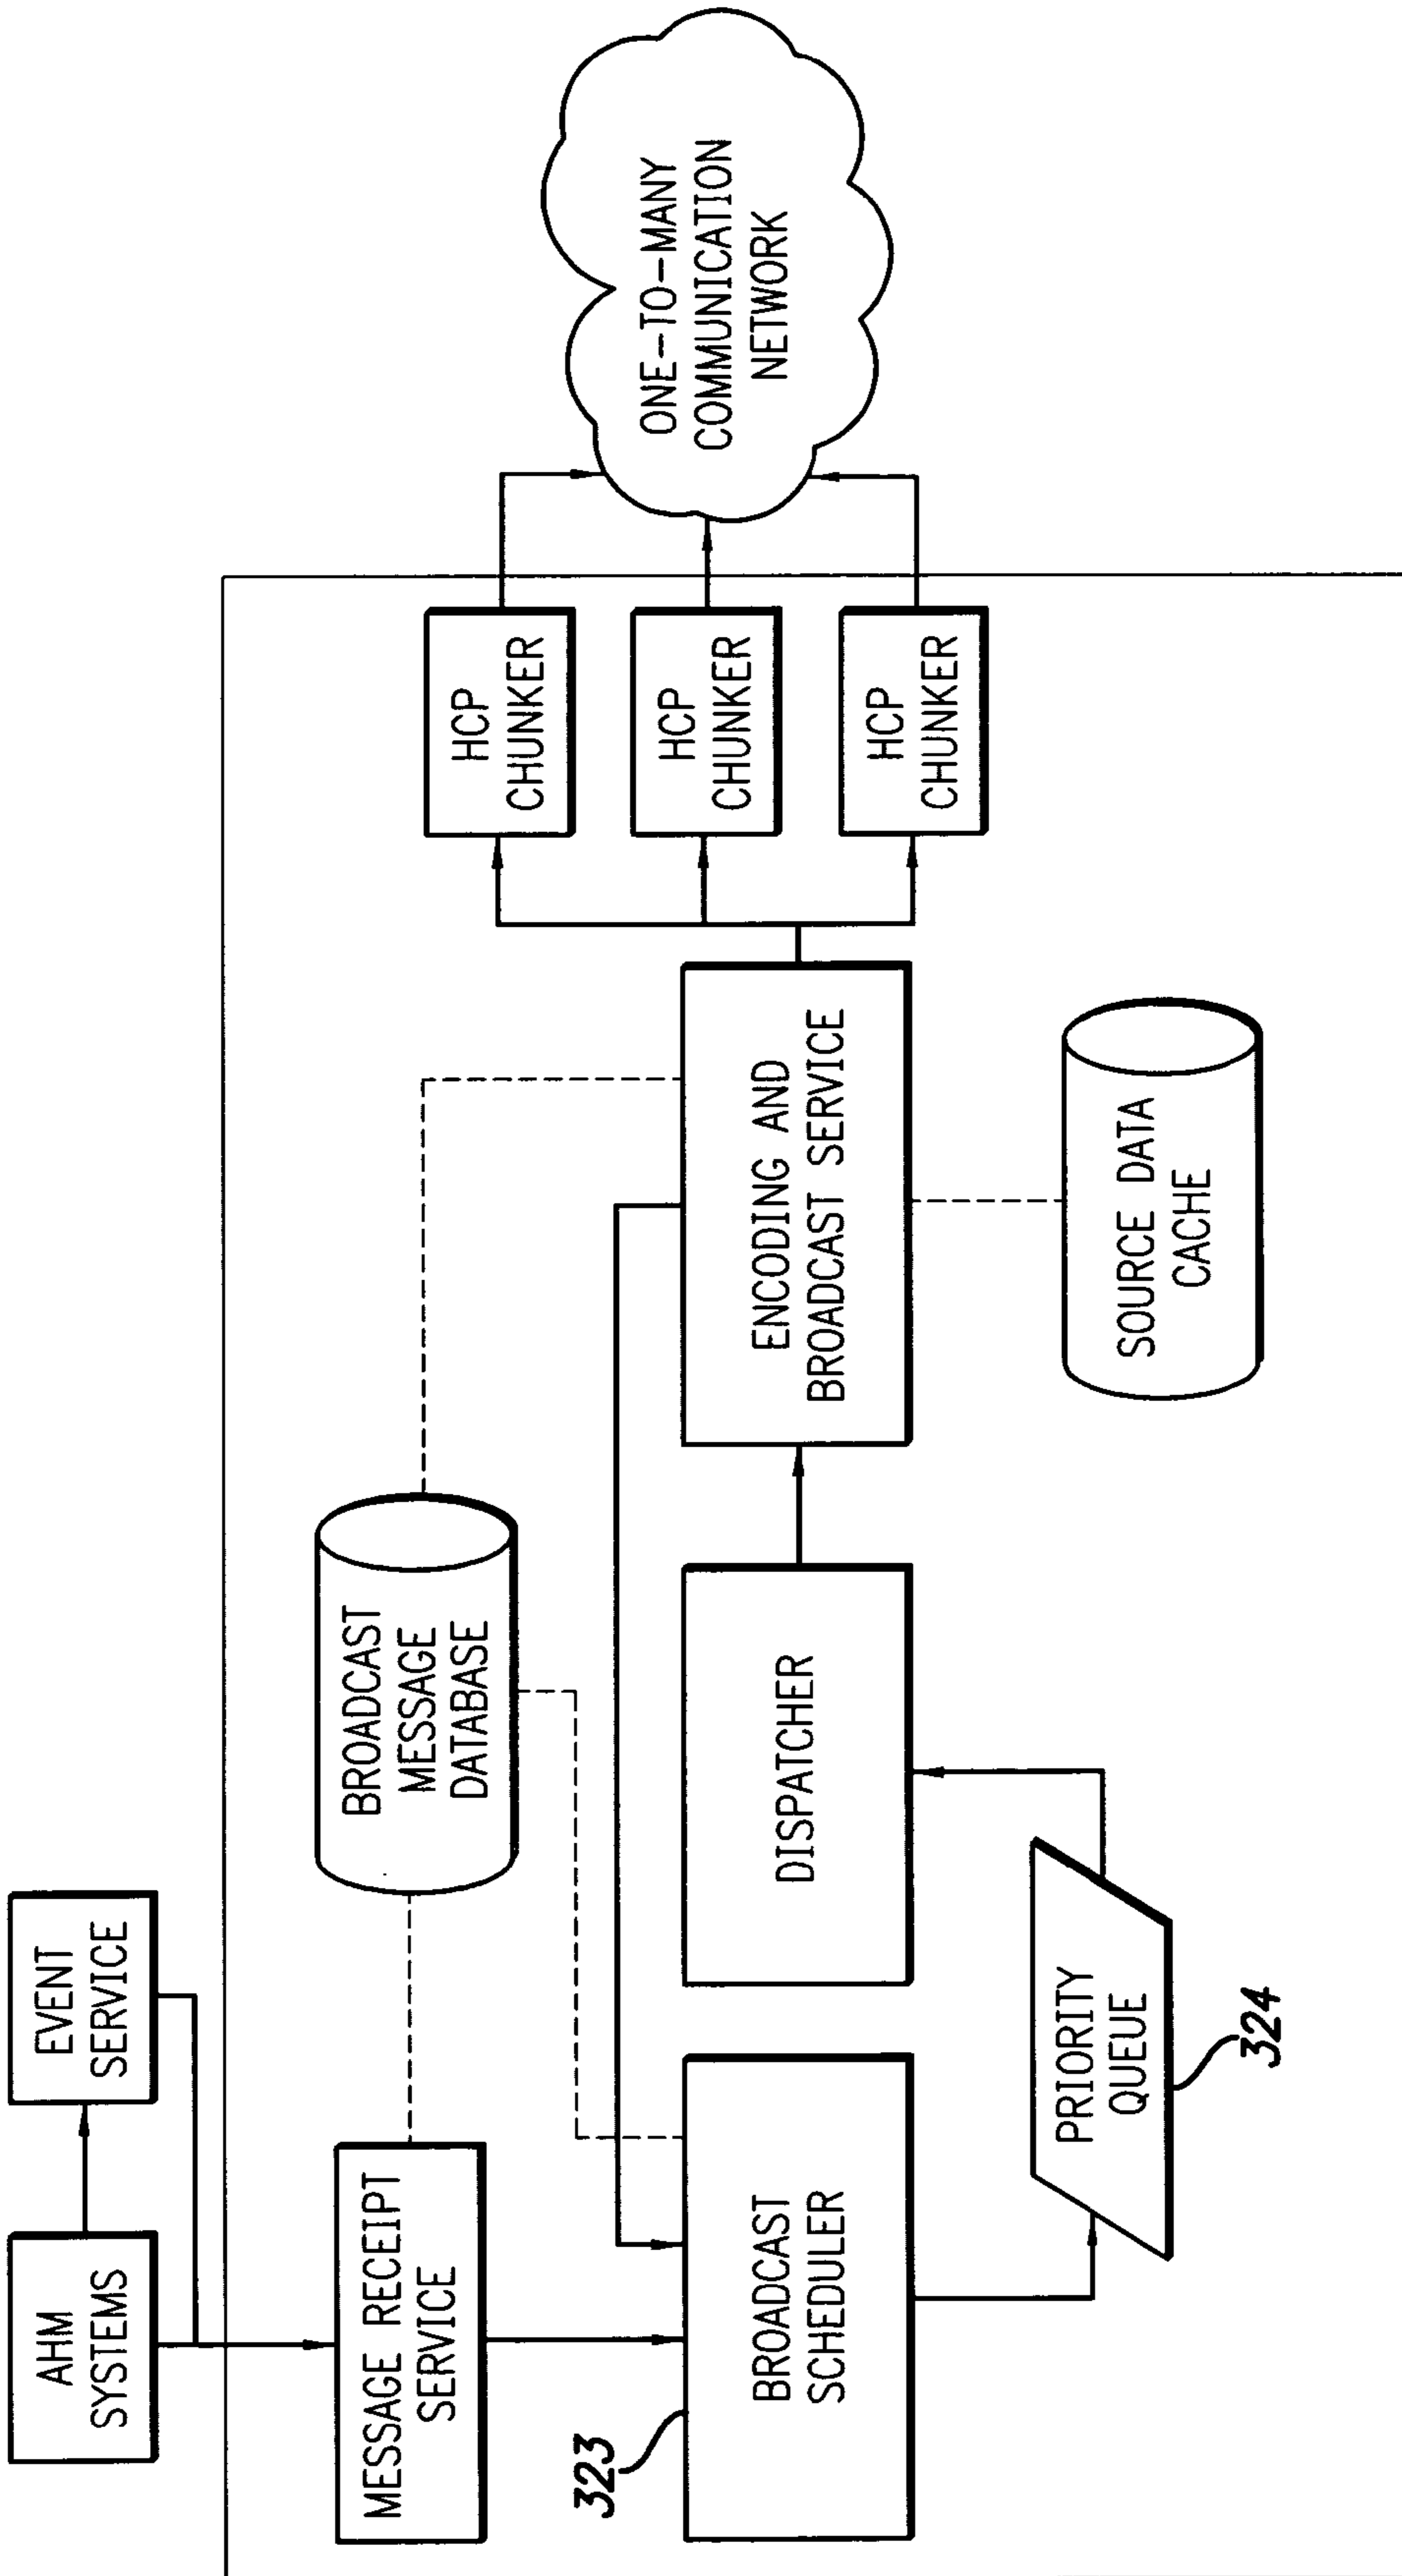 AHM
SYSTEMS
EVENT
SERVICE
MESSAGE RECEIPT
SERVICE
BROADCAST
MESSAGE
DATABASE
323
BROADCAST
SCHEDULER
DISPATCHER
ENCODING AND
BROADCAST SERVICE
HCP
CHUNKER
HCP
CHUNKER
HCP
CHUNKER
ONE-TO-MANY
COMMUNICATION
NETWORK
PRIORITY
QUEUE
324
SOURCE DATA
CACHE